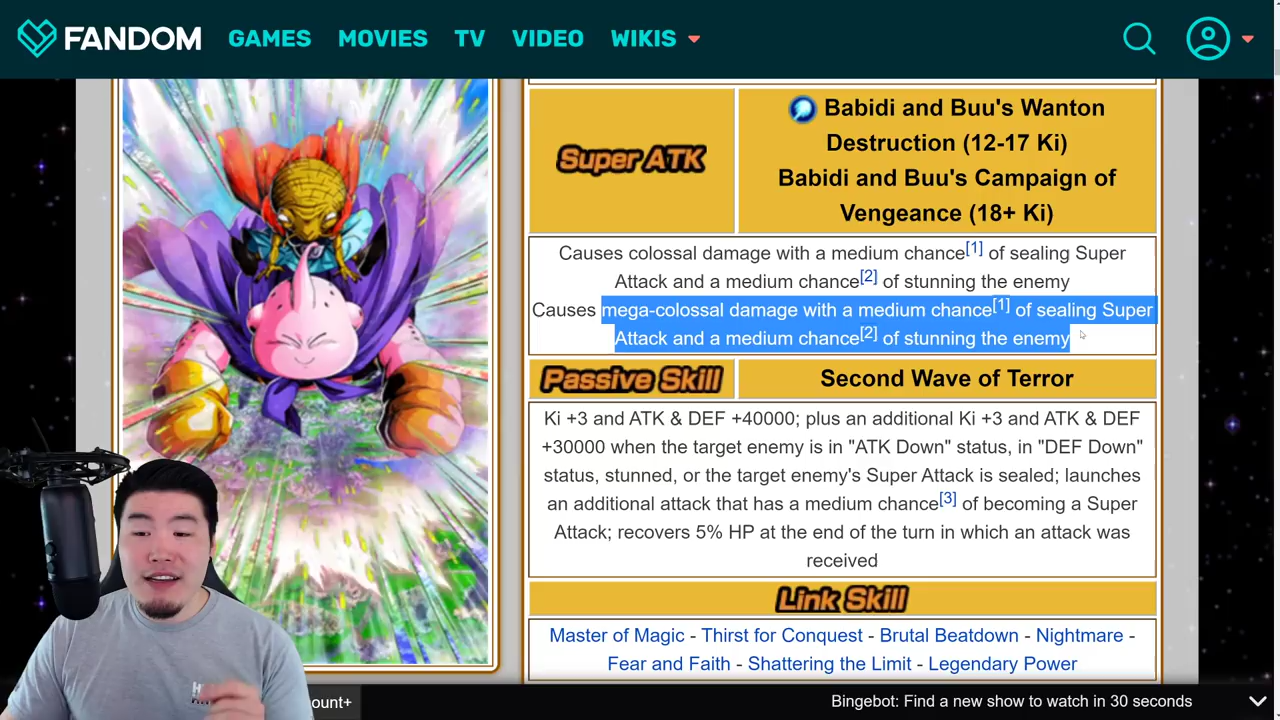 FANDOM GAMES MOVIES TV VIDEO WIKIS
Super ATK
Babidi and Buu's Wanton
Destruction (12-17 Ki)
Babidi and Buu's Campaign of
Vengeance (18+ Ki)
Causes colossal damage with a medium chance[1] of sealing Super
Attack and a medium chance[2] of stunning the enemy
Causes mega-colossal damage with a medium chance[1] of sealing Super
Attack and a medium chance[2] of stunning the enemy
Passive Skill
Second Wave of Terror
Ki +3 and ATK & DEF +40000; plus an additional Ki +3 and ATK & DEF
+30000 when the target enemy is in "ATK Down" status, in "DEF Down"
status, stunned, or the target enemy's Super Attack is sealed; launches
an additional attack that has a medium chance[3] of becoming a Super
Attack; recovers 5% HP at the end of the turn in which an attack was
received
Link Skill
Master of Magic - Thirst for Conquest - Brutal Beatdown - Nightmare -
Fear and Faith - Shattering the Limit - Legendary Power
ount+
Bingebot: Find a new show to watch in 30 seconds